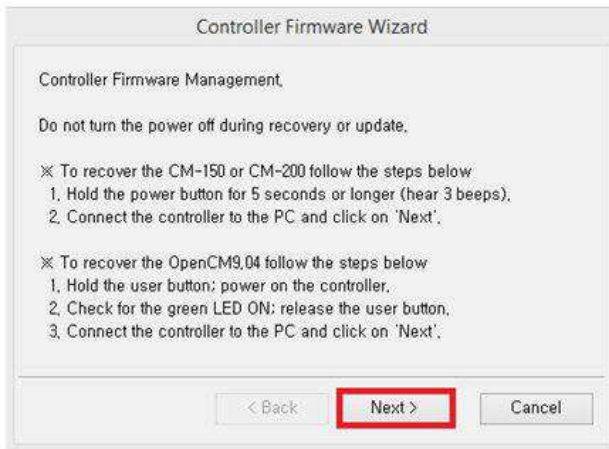 Controller Firmware Wizard
Controller Firmware Management.
Do not turn the power off during recovery or update.
※ To recover the CM-150 or CM-200 follow the steps below
1. Hold the power button for 5 seconds or longer (hear 3 beeps).
2. Connect the controller to the PC and click on 'Next'.
※ To recover the OpenCM9.04 follow the steps below
1. Hold the user button; power on the controller.
2. Check for the green LED ON; release the user button.
3. Connect the controller to the PC and click on 'Next'.
< Back Next > Cancel